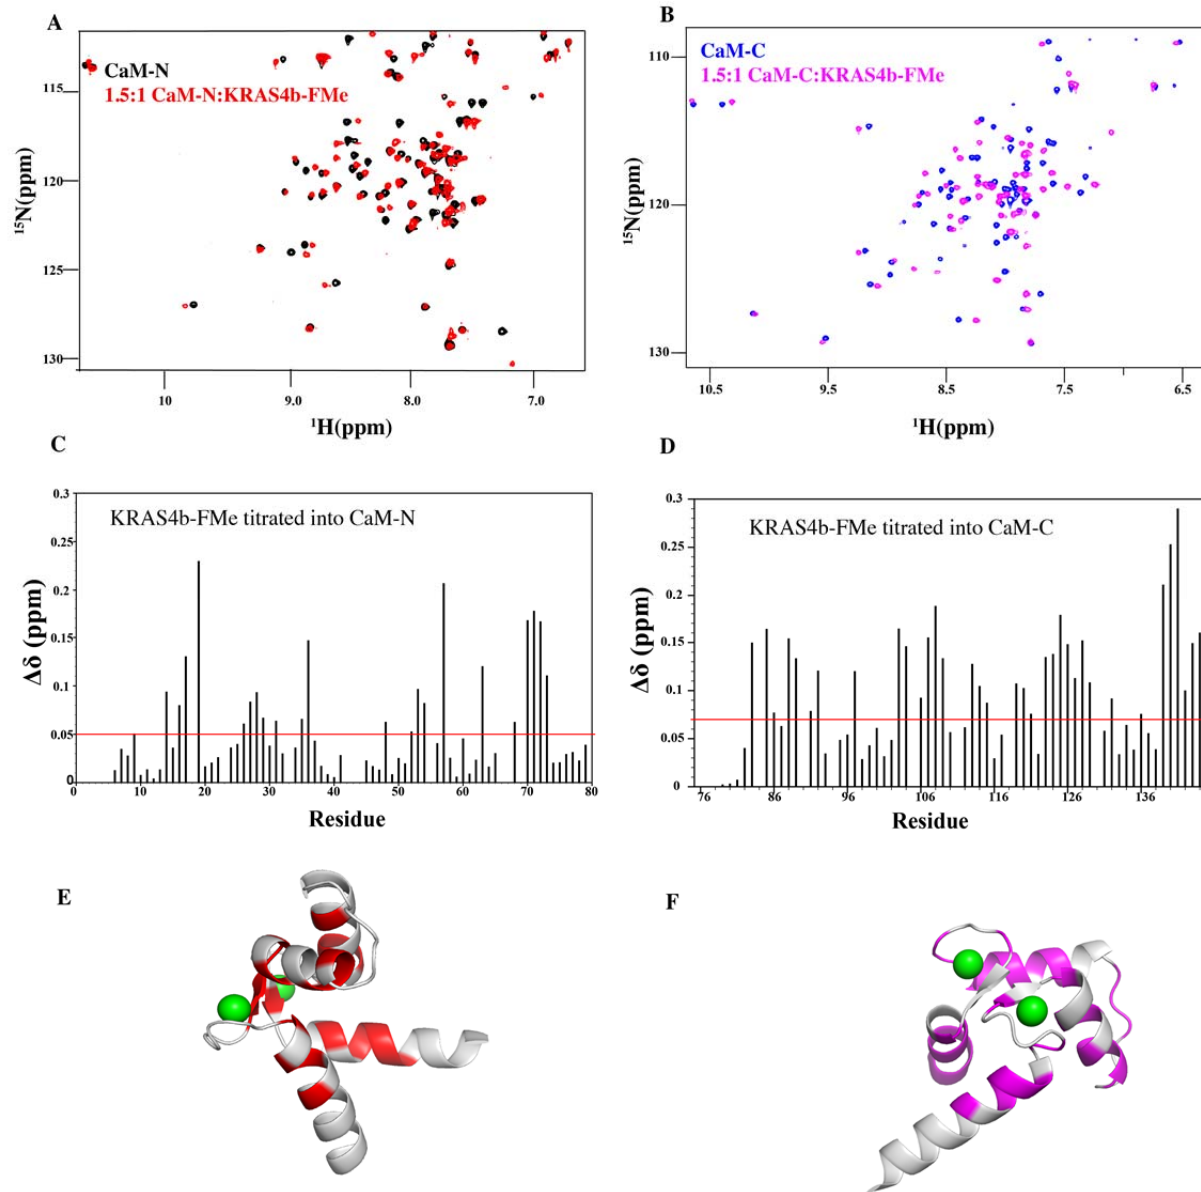 A
B
CaM-N
1.5:1 CaM-N:KRAS4b-FMe
CaM-C
1.5:1 CaM-C:KRAS4b-FMe
15N(ppm)
115
120
125
130
10
9.0
8.0
7.0
1H(ppm)
15N(ppm)
110
120
130
10.5
9.5
8.5
7.5
6.5
1H(ppm)
C
D
KRAS4b-FMe titrated into CaM-N
Δδ (ppm)
0.3
0.25
0.2
0.15
0.1
0.05
0
0
10
20
30
40
50
60
70
80
Residue
KRAS4b-FMe titrated into CaM-C
Δδ (ppm)
0.3
0.25
0.2
0.15
0.1
0.05
0
76
86
96
106
116
126
136
Residue
E
F